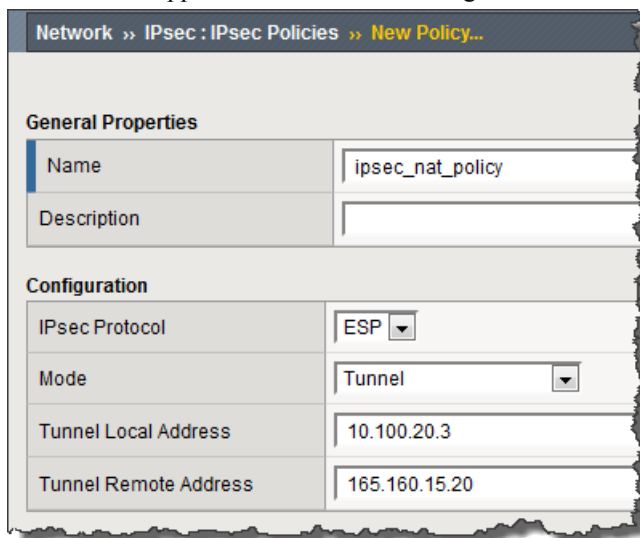 Network » IPsec : IPsec Policies » New Policy...
General Properties
Name ipsec_nat_policy
Description
Configuration
IPsec Protocol ESP
Mode Tunnel
Tunnel Local Address 10.100.20.3
Tunnel Remote Address 165.160.15.20